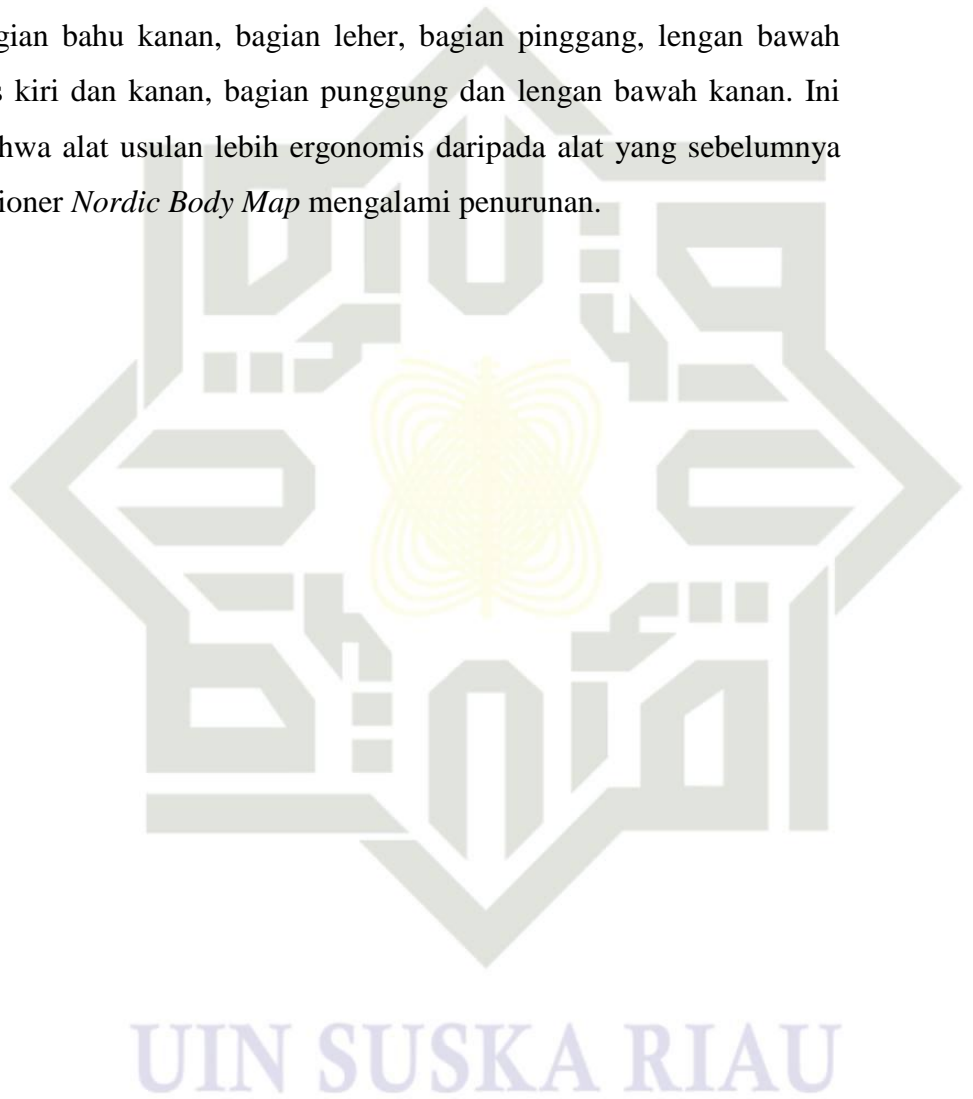 gian bahu kanan, bagian leher, bagian pinggang, lengan bawah
s kiri dan kanan, bagian punggung dan lengan bawah kanan. Ini
hwa alat usulan lebih ergonomis daripada alat yang sebelumnya
ioner Nordic Body Map mengalami penurunan.
UIN SUSKA RIAU